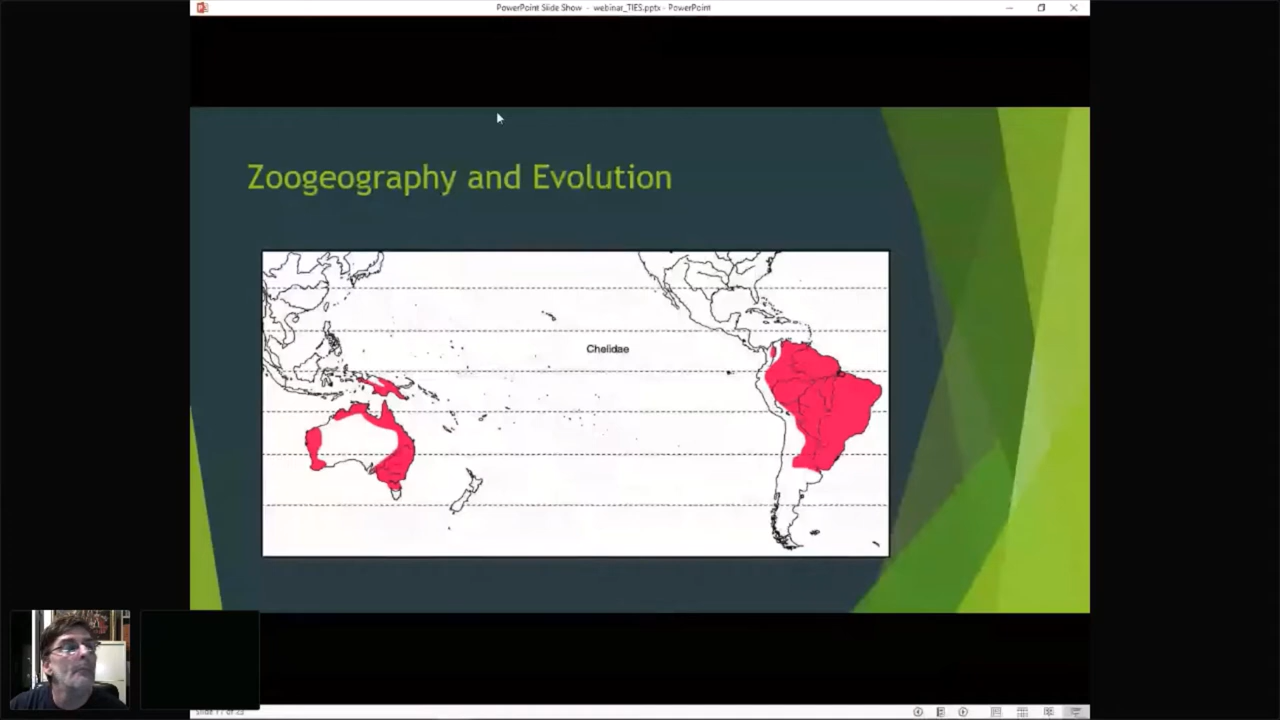 PowerPoint Slide Show - webinar_TIES.pptx - PowerPoint
Zoogeography and Evolution
Chelidae